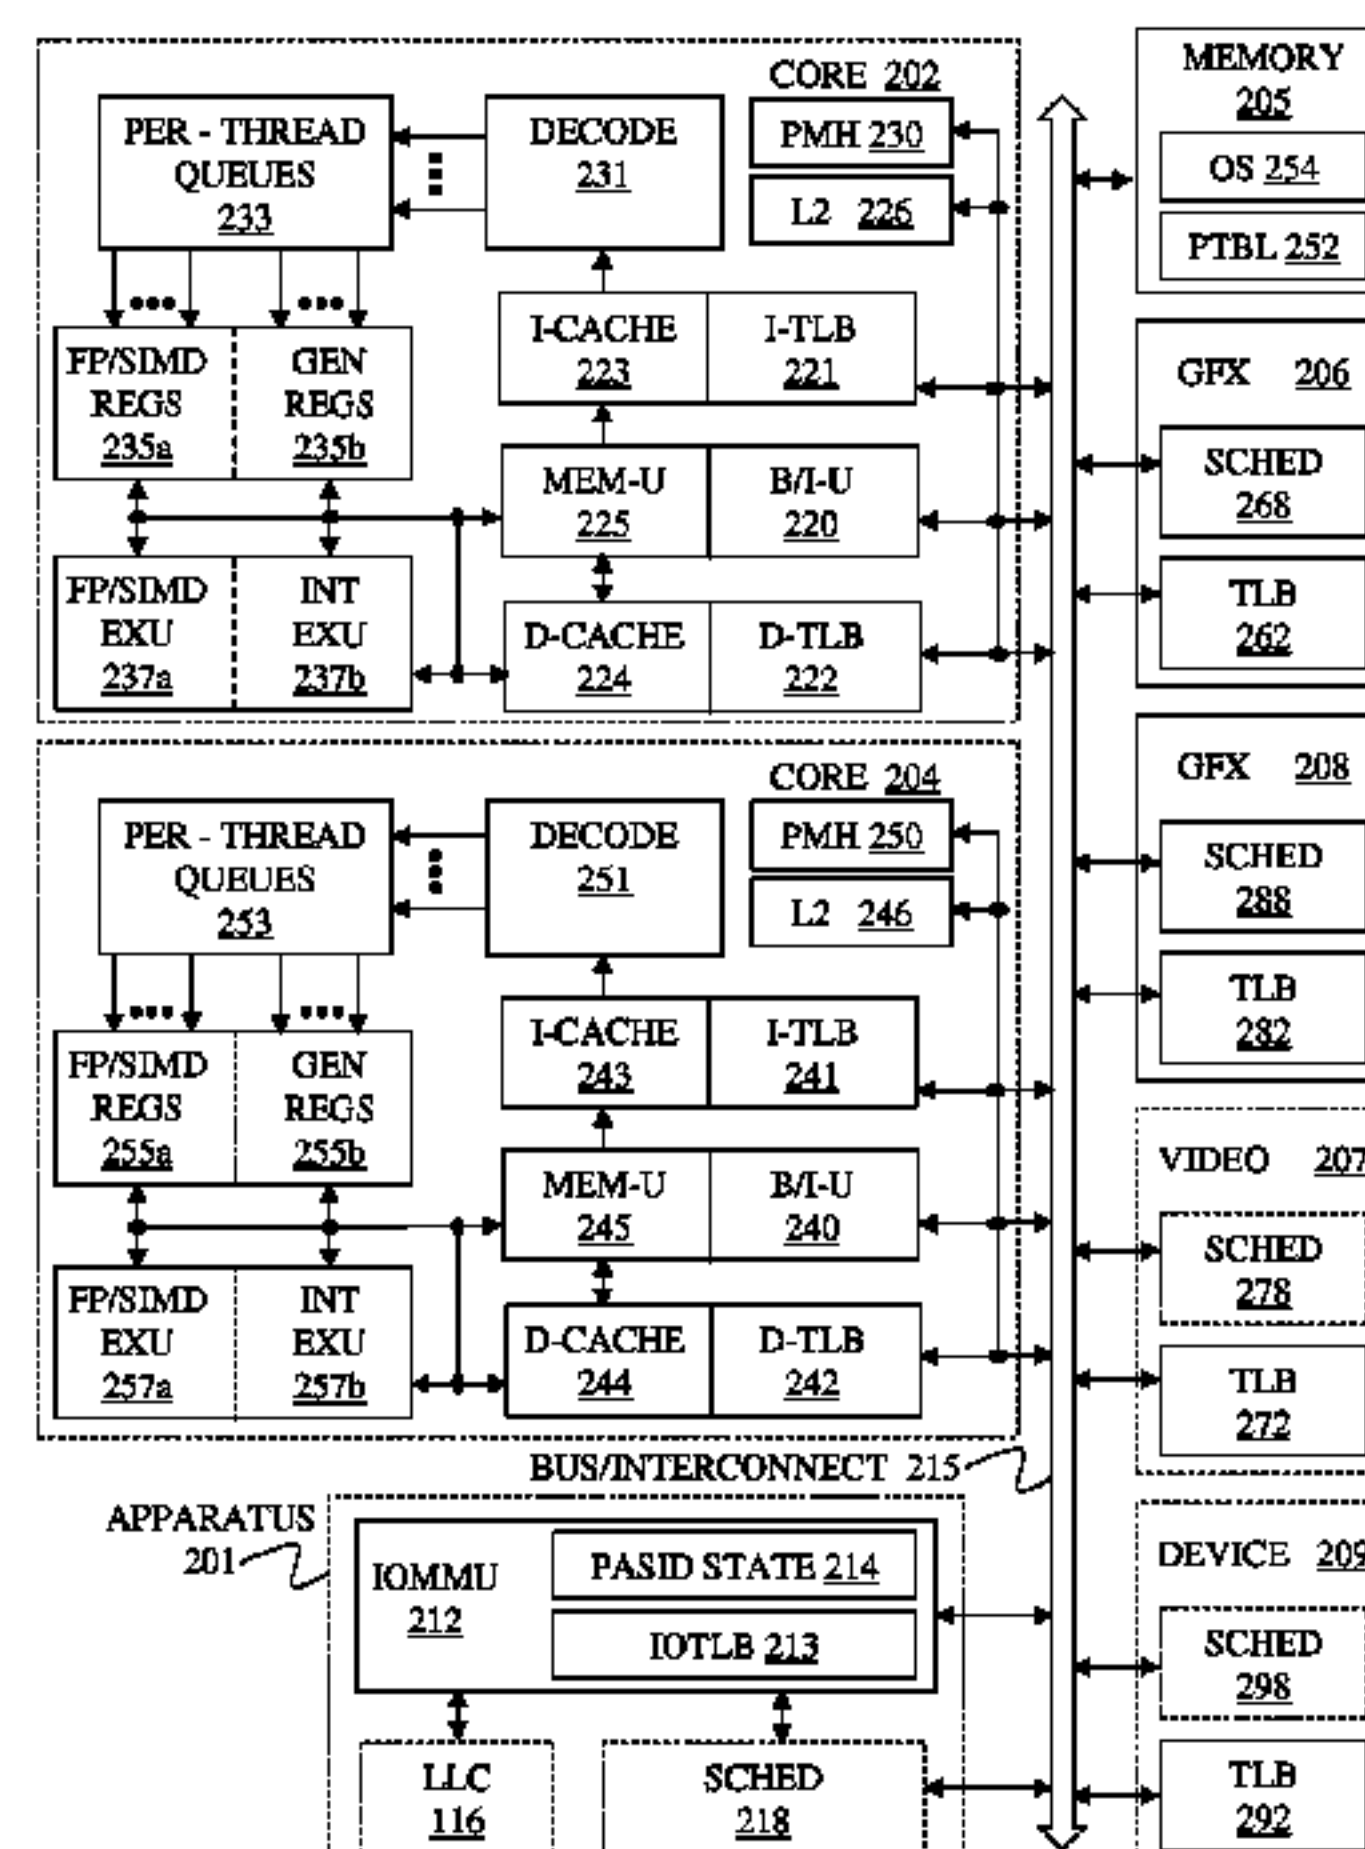 CORE 202
PER - THREAD
QUEUES
233
DECODE
231
PMH 230
L2 226
I-CACHE
223
I-TLB
221
FP/SIMD
REGS
235a
GEN
REGS
235b
MEM-U
225
B/I-U
220
FP/SIMD
EXU
237a
INT
EXU
237b
D-CACHE
224
D-TLB
222
CORE 204
PER - THREAD
QUEUES
253
DECODE
251
PMH 250
L2 246
I-CACHE
243
I-TLB
241
FP/SIMD
REGS
255a
GEN
REGS
255b
MEM-U
245
B/I-U
240
FP/SIMD
EXU
257a
INT
EXU
257b
D-CACHE
244
D-TLB
242
BUS/INTERCONNECT 215
APPARATUS
201
IOMMU
212
PASID STATE 214
IOTLB 213
LLC
116
SCHED
218
MEMORY
205
OS 254
PTBL 252
GFX 206
SCHED
268
TLB
262
GFX 208
SCHED
288
TLB
282
VIDEO 207
SCHED
278
TLB
272
DEVICE 209
SCHED
298
TLB
292